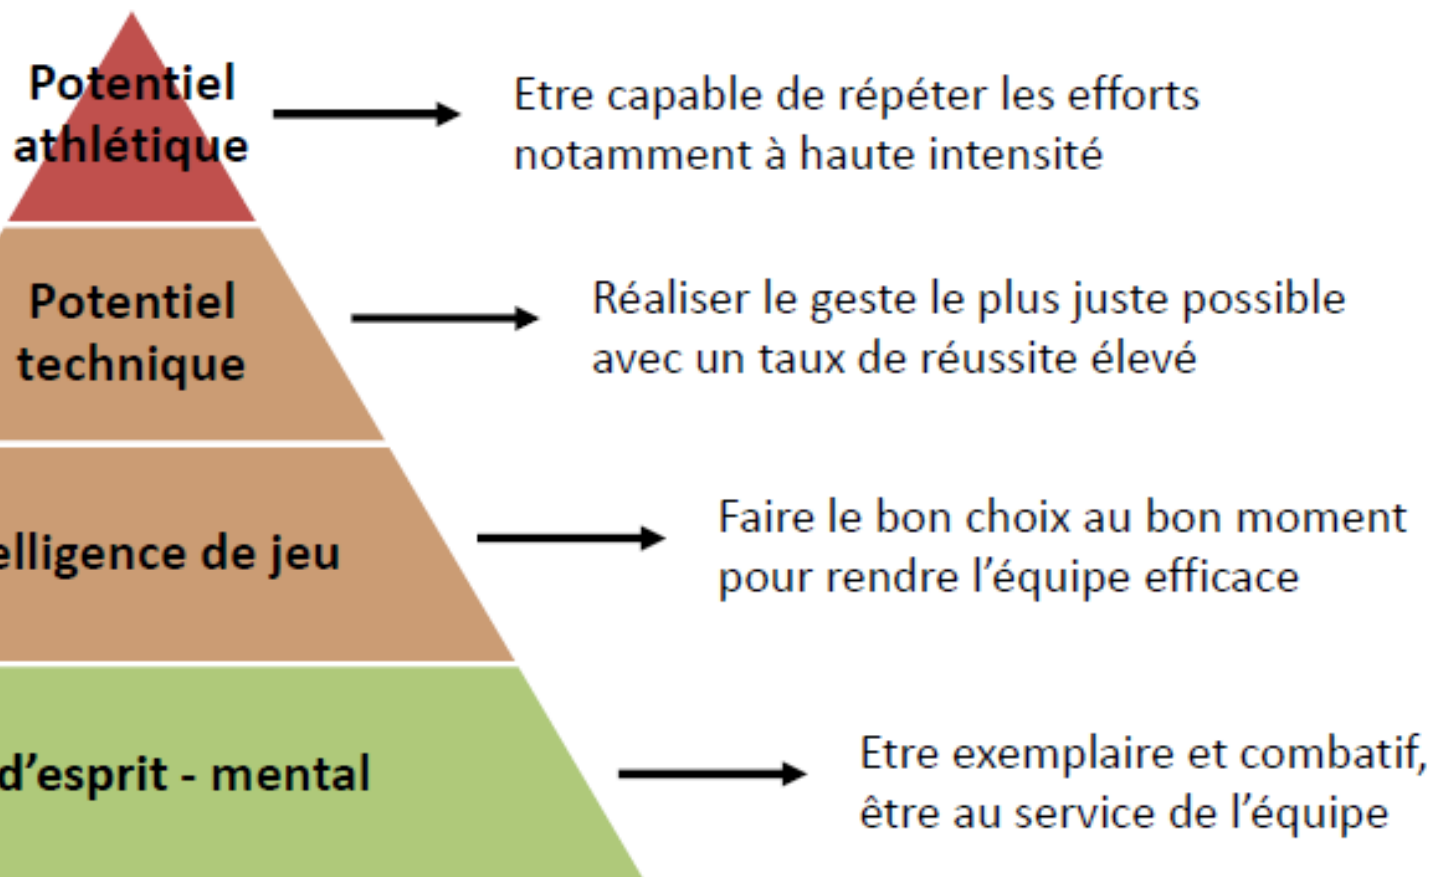 Potentiel
athlétique
Etre capable de répéter les efforts
notamment à haute intensité
Potentiel
technique
Réaliser le geste le plus juste possible
avec un taux de réussite élevé
elligence de jeu
Faire le bon choix au bon moment
pour rendre l’équipe efficace
d’esprit - mental
Etre exemplaire et combatif,
être au service de l’équipe